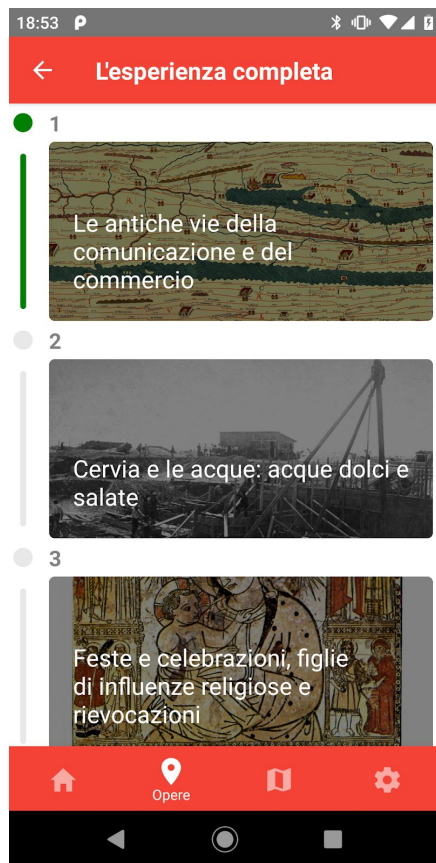 18:53
L'esperienza completa
1
Le antiche vie della
comunicazione e del
commercio
2
Cervia e le acque: acque dolci e
salate
3
Feste e celebrazioni, figlie
di influenze religiose e
rievocazioni
Opere